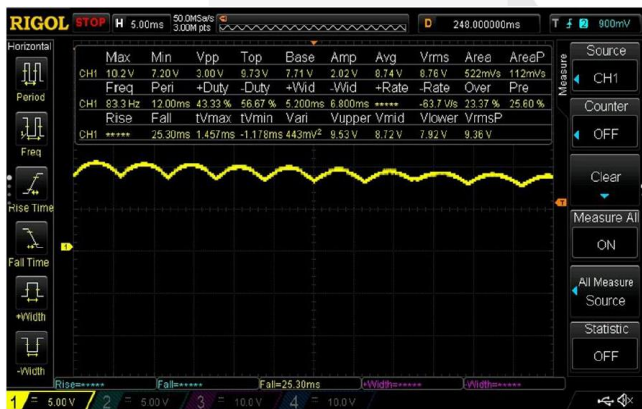 RIGOL STOP H 5.00ms 50.0MSa/s 3.00M pts D 248.000000ms T 2 900mV
Horizontal
Period
Freq
Rise Time
Fall Time
+Width
-Width
Max Min Vpp Top Base Amp Avg Vrms Area AreaP
CH1 10.2 V 7.20 V 3.00 V 9.73 V 7.71 V 2.02 V 8.74 V 8.76 V 522mVs 112mVs
Freq Peri +Duty -Duty +Wid -Wid +Rate -Rate Over Pre
CH1 83.3 Hz 12.00ms 43.33 % 56.67 % 5.200ms 6.800ms ***** -63.7 V/s 23.37 % 25.60 %
Rise Fall tVmax tVmin Vari Vupper Vmid Vlower VrmsP
CH1 ***** 25.30ms 1.457ms -1.178ms 443mV² 9.53 V 8.72 V 7.92 V 9.36 V
1
T
Measure
Source
CH1
Counter
OFF
Clear
Measure All
ON
All Measure
Source
Statistic
OFF
Rise=***** Fall=***** Fall=25.30ms +Width=***** -Width=*****
1 = 5.00 V 2 = 5.00 V 3 = 10.0 V 4 = 10.0 V